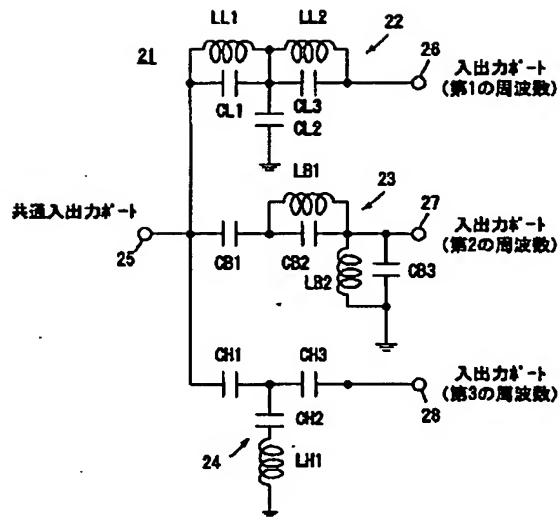 LL1
LL2
22
26
21
入出力ポート
(第1の周波数)
CL1
CL3
CL2
LB1
23
27
共通入出力ポート
入出力ポート
(第2の周波数)
25
CB1
CB2
LB2
CB3
CH1
CH3
入出力ポート
(第3の周波数)
28
CH2
24
LH1